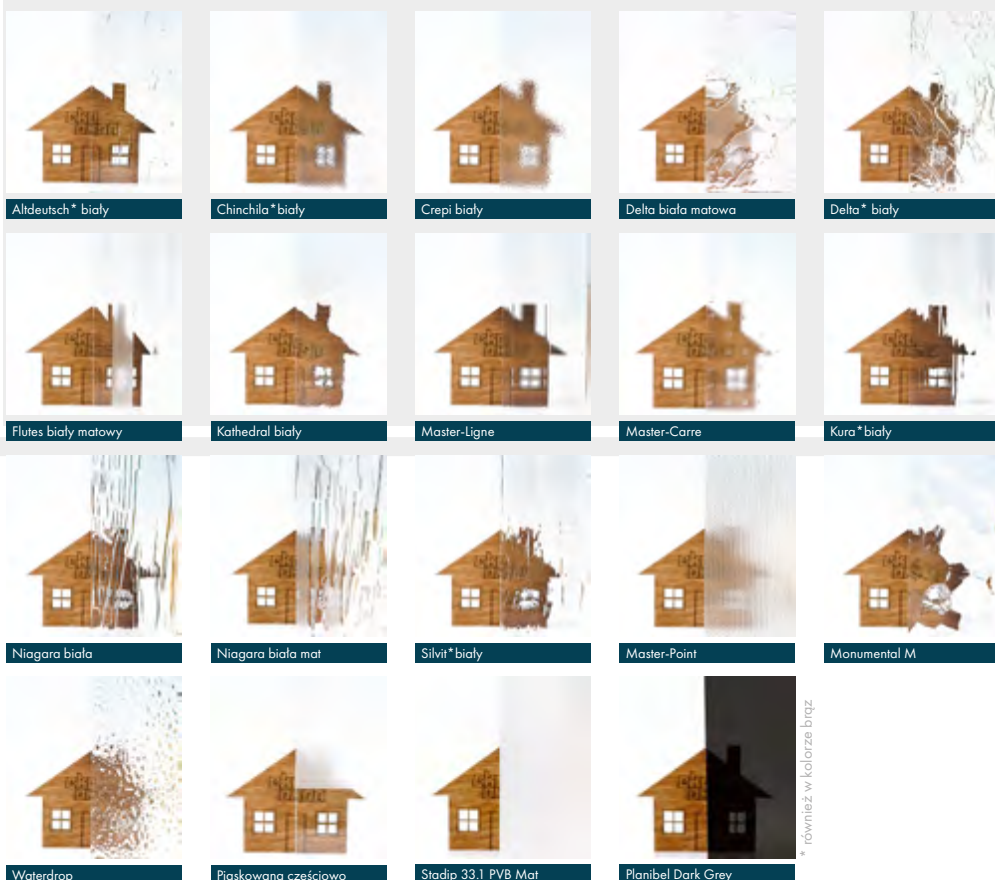 Altdeutsch* biały
Chinchila*biały
Crepi biały
Delta biała matowa
Delta* biały
Flutes biały matowy
Kathedral biały
Master-Ligne
Master-Carre
Kura*biały
Niagara biała
Niagara biała mat
Silvit*biały
Master-Point
Monumental M
Waterdrop
Piaskowana częściowo
Stadip 33.1 PVB Mat
Planibel Dark Grey
* również w kolorze brąz